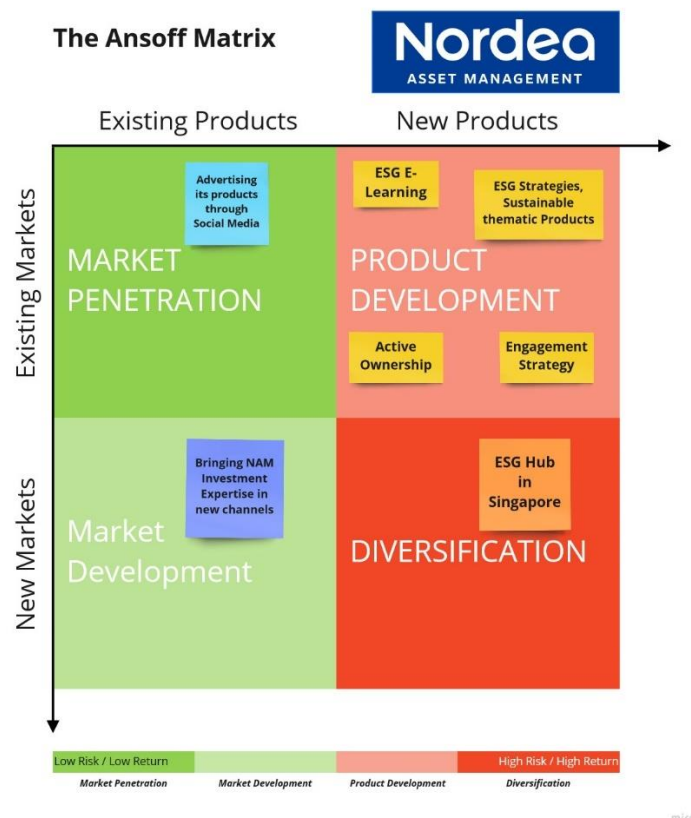 The Ansoff Matrix
Nordea
ASSET MANAGEMENT
Existing Products
New Products
Existing Markets
New Markets
Advertising
its products
through
Social Media
MARKET
PENETRATION
ESG E-
Learning
ESG Strategies,
Sustainable
thematic Products
PRODUCT
DEVELOPMENT
Active
Ownership
Engagement
Strategy
Bringing NAM
Investment
Expertise in
new channels
Market
Development
ESG Hub
in
Singapore
DIVERSIFICATION
Low Risk / Low Return
High Risk / High Return
Market Penetration
Market Development
Product Development
Diversification